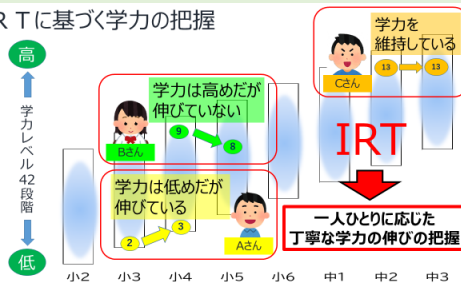 RTに基づく学力の把握
高
学力レベル42段階
低
学力は高めだが
伸びていない
Bさん
9
8
学力は低めだが
伸びている
2
3
Aさん
学力を
維持している
Cさん
13
13
IRT
一人ひとりに応じた
丁寧な学力の伸びの把握
小2 小3 小4 小5 小6 中1 中2 中3